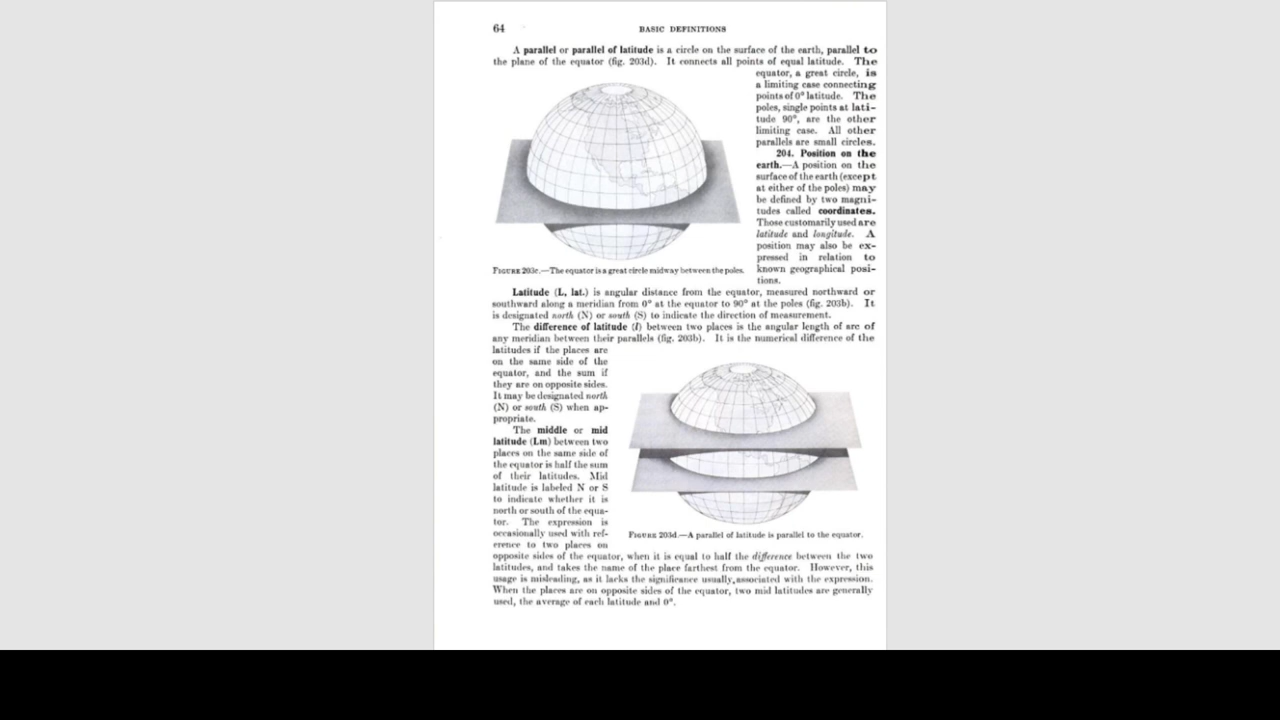 64
BASIC DEFINITIONS
A parallel or parallel of latitude is a circle on the surface of the earth, parallel to
the plane of the equator (fig. 203d). It connects all points of equal latitude. The
equator, a great circle, is
a limiting case connecting
points of 0° latitude. The
poles, single points at lati-
tude 90°, are the other
limiting case. All other
parallels are small circles.
204. Position on the
earth.—A position on the
surface of the earth (except
at either of the poles) may
be defined by two magni-
tudes called coordinates.
Those customarily used are
latitude and longitude. A
position may also be ex-
pressed in relation to
known geographical posi-
tions.
FIGURE 203c.—The equator is a great circle midway between the poles.
Latitude (L, lat.) is angular distance from the equator, measured northward or
southward along a meridian from 0° at the equator to 90° at the poles (fig. 203b). It
is designated north (N) or south (S) to indicate the direction of measurement.
The difference of latitude (l) between two places is the angular length of arc of
any meridian between their parallels (fig. 203b). It is the numerical difference of the
latitudes if the places are
on the same side of the
equator, and the sum if
they are on opposite sides.
It may be designated north
(N) or south (S) when ap-
propriate.
The middle or mid
latitude (Lm) between two
places on the same side of
the equator is half the sum
of their latitudes. Mid
latitude is labeled N or S
to indicate whether it is
north or south of the equa-
tor. The expression is
occasionally used with ref-
erence to two places on
FIGURE 203d.—A parallel of latitude is parallel to the equator.
opposite sides of the equator, when it is equal to half the difference between the two
latitudes, and takes the name of the place farthest from the equator. However, this
usage is misleading, as it lacks the significance usually associated with the expression.
When the places are on opposite sides of the equator, two mid latitudes are generally
used, the average of each latitude and 0°.